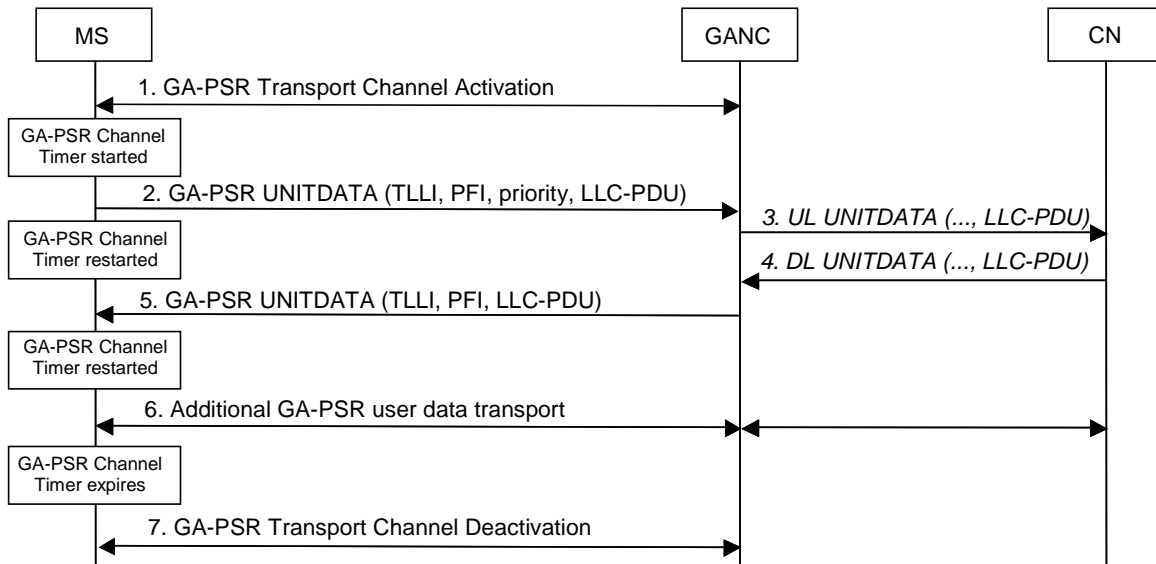 MS
GANC
CN
1. GA-PSR Transport Channel Activation
GA-PSR Channel
Timer started
2. GA-PSR UNITDATA (TLLI, PFI, priority, LLC-PDU)
3. UL UNITDATA (..., LLC-PDU)
GA-PSR Channel
Timer restarted
4. DL UNITDATA (..., LLC-PDU)
5. GA-PSR UNITDATA (TLLI, PFI, LLC-PDU)
GA-PSR Channel
Timer restarted
6. Additional GA-PSR user data transport
GA-PSR Channel
Timer expires
7. GA-PSR Transport Channel Deactivation